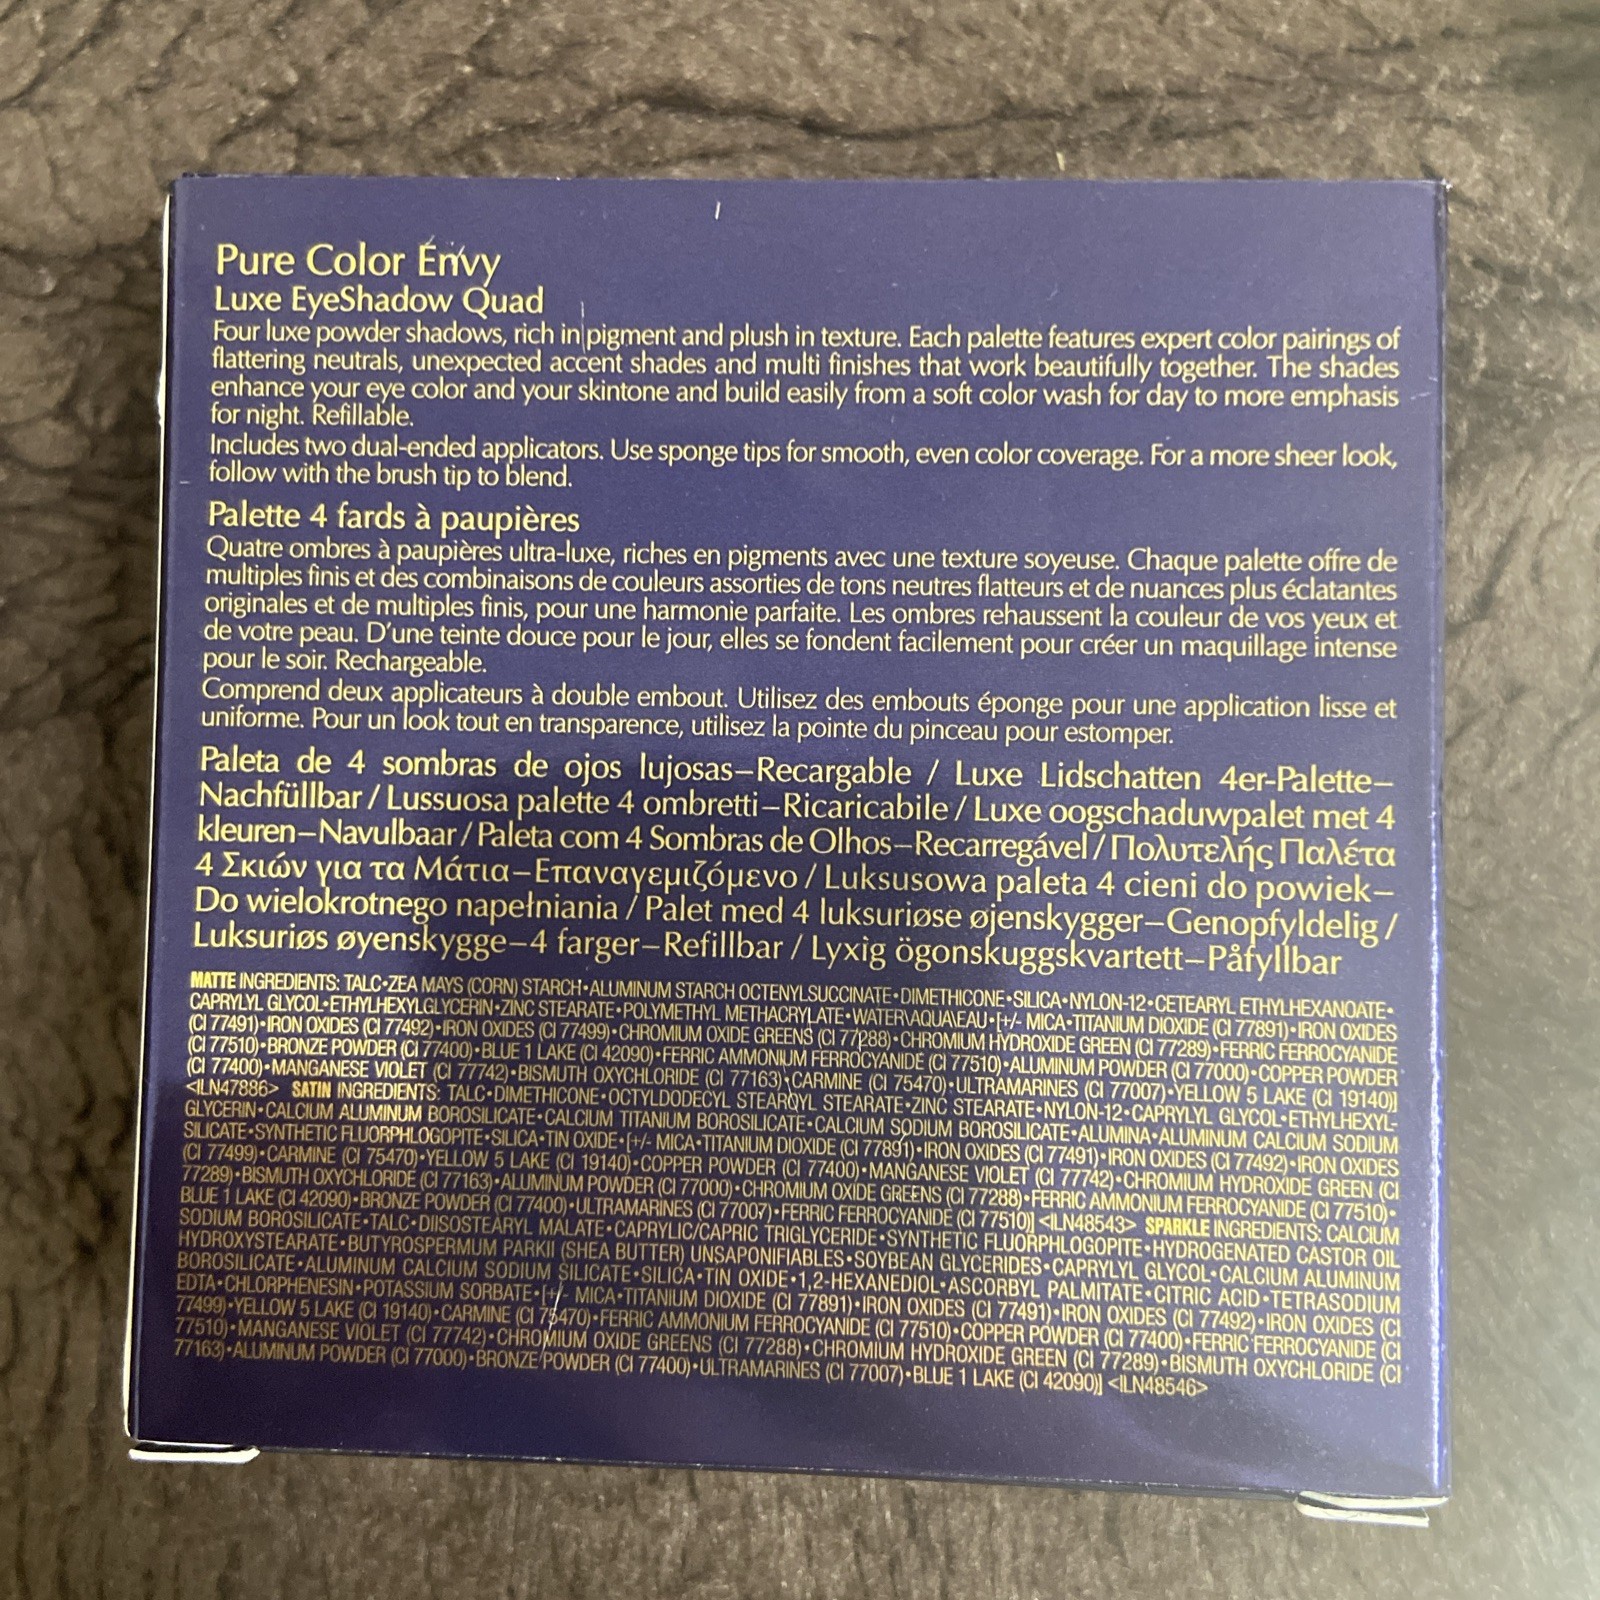 Pure Color Envy
Luxe EyeShadow Quad
Four luxe powder shadows, rich in pigment and plush in texture. Each palette features expert color pairings of
flattering neutrals, unexpected accent shades and multi finishes that work beautifully together. The shades
enhance your eye color and your skintone and build easily from a soft color wash for day to more emphasis
for night. Refillable.
Includes two dual-ended applicators. Use sponge tips for smooth, even color coverage. For a more sheer look,
follow with the brush tip to blend.
Palette 4 fards à paupières
Quatre ombres à paupières ultra-luxe, riches en pigments avec une texture soyeuse. Chaque palette offre de
multiples finis et des combinaisons de couleurs assorties de tons neutres flatteurs et de nuances plus éclatantes
originales et de multiples finis, pour une harmonie parfaite. Les ombres rehaussent la couleur de vos yeux et
de votre peau. D'une teinte douce pour le jour, elles se fondent facilement pour créer un maquillage intense
pour le soir. Rechargeable.
Comprend deux applicateurs à double embout. Utilisez des embouts éponge pour une application lisse et
uniforme. Pour un look tout en transparence, utilisez la pointe du pinceau pour estomper.
Paleta de 4 sombras de ojos lujosas–Recargable / Luxe Lidschatten 4er-Palette–
Nachfüllbar / Lussuosa palette 4 ombretti–Ricaricabile / Luxe oogschaduwpalet met 4
kleuren–Navulbaar / Paleta com 4 Sombras de Olhos–Recarregável / Πολυτελής Παλέτα
4 Σκιών για τα Μάτια–Επαναγεμιζόμενο / Luksusowa paleta 4 cieni do powiek–
Do wielokrotnego napełniania / Palet med 4 luksuriøse øjenskygger–Genopfyldelig /
Luksuriøs øyenskygge–4 farger–Refillbar / Lyxig ögonskuggskvartett–Påfyllbar
MATTE INGREDIENTS: TALC•ZEA MAYS (CORN) STARCH•ALUMINUM STARCH OCTENYLSUCCINATE•DIMETHICONE•SILICA•NYLON-12•CETEARYL ETHYLHEXANOATE•
CAPRYLYL GLYCOL•ETHYLHEXYLGLYCERIN•ZINC STEARATE•POLYMETHYL METHACRYLATE•WATER\AQUA\EAU•[+/- MICA•TITANIUM DIOXIDE (CI 77891)•IRON OXIDES
(CI 77491)•IRON OXIDES (CI 77492)•IRON OXIDES (CI 77499)•CHROMIUM OXIDE GREENS (CI 77288)•CHROMIUM HYDROXIDE GREEN (CI 77289)•FERRIC FERROCYANIDE
(CI 77510)•BRONZE POWDER (CI 77400)•BLUE 1 LAKE (CI 42090)•FERRIC AMMONIUM FERROCYANIDE (CI 77510)•ALUMINUM POWDER (CI 77000)•COPPER POWDER
(CI 77400)•MANGANESE VIOLET (CI 77742)•BISMUTH OXYCHLORIDE (CI 77163)•CARMINE (CI 75470)•ULTRAMARINES (CI 77007)•YELLOW 5 LAKE (CI 19140)]
<ILN47886> SATIN INGREDIENTS: TALC•DIMETHICONE•OCTYLDODECYL STEAROYL STEARATE•ZINC STEARATE•NYLON-12•CAPRYLYL GLYCOL•ETHYLHEXYL-
GLYCERIN•CALCIUM ALUMINUM BOROSILICATE•CALCIUM TITANIUM BOROSILICATE•CALCIUM SODIUM BOROSILICATE•ALUMINA•ALUMINUM CALCIUM SODIUM
SILICATE•SYNTHETIC FLUORPHLOGOPITE•SILICA•TIN OXIDE•[+/- MICA•TITANIUM DIOXIDE (CI 77891)•IRON OXIDES (CI 77491)•IRON OXIDES (CI 77492)•IRON OXIDES
(CI 77499)•CARMINE (CI 75470)•YELLOW 5 LAKE (CI 19140)•COPPER POWDER (CI 77400)•MANGANESE VIOLET (CI 77742)•CHROMIUM HYDROXIDE GREEN (CI
77289)•BISMUTH OXYCHLORIDE (CI 77163)•ALUMINUM POWDER (CI 77000)•CHROMIUM OXIDE GREENS (CI 77288)•FERRIC AMMONIUM FERROCYANIDE (CI 77510)•
BLUE 1 LAKE (CI 42090)•BRONZE POWDER (CI 77400)•ULTRAMARINES (CI 77007)•FERRIC FERROCYANIDE (CI 77510)] <ILN48543> SPARKLE INGREDIENTS: CALCIUM
SODIUM BOROSILICATE•TALC•DIISOSTEARYL MALATE•CAPRYLIC/CAPRIC TRIGLYCERIDE•SYNTHETIC FLUORPHLOGOPITE•HYDROGENATED CASTOR OIL
HYDROXYSTEARATE•BUTYROSPERMUM PARKII (SHEA BUTTER) UNSAPONIFIABLES•SOYBEAN GLYCERIDES•CAPRYLYL GLYCOL•CALCIUM ALUMINUM
BOROSILICATE•ALUMINUM CALCIUM SODIUM SILICATE•SILICA•TIN OXIDE•1,2-HEXANEDIOL•ASCORBYL PALMITATE•CITRIC ACID•TETRASODIUM
EDTA•CHLORPHENESIN•POTASSIUM SORBATE•[+/- MICA•TITANIUM DIOXIDE (CI 77891)•IRON OXIDES (CI 77491)•IRON OXIDES (CI 77492)•IRON OXIDES (CI
77499)•YELLOW 5 LAKE (CI 19140)•CARMINE (CI 75470)•FERRIC AMMONIUM FERROCYANIDE (CI 77510)•COPPER POWDER (CI 77400)•FERRIC FERROCYANIDE (CI
77510)•MANGANESE VIOLET (CI 77742)•CHROMIUM OXIDE GREENS (CI 77288)•CHROMIUM HYDROXIDE GREEN (CI 77289)•BISMUTH OXYCHLORIDE (CI
77163)•ALUMINUM POWDER (CI 77000)•BRONZE POWDER (CI 77400)•ULTRAMARINES (CI 77007)•BLUE 1 LAKE (CI 42090)] <ILN48546>